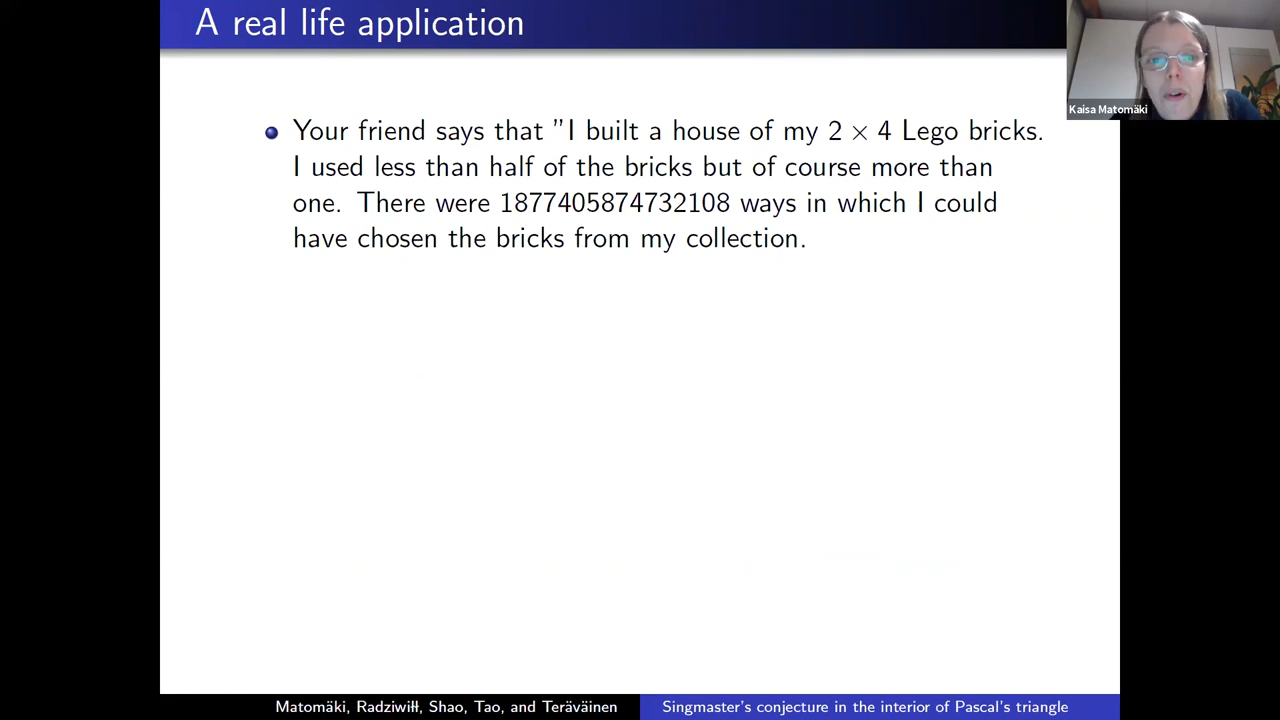 A real life application
Kaisa Matomäki
Your friend says that "I built a house of my 2 × 4 Lego bricks.
I used less than half of the bricks but of course more than
one. There were 1877405874732108 ways in which I could
have chosen the bricks from my collection.
Matomäki, Radziwiłł, Shao, Tao, and Teräväinen
Singmaster's conjecture in the interior of Pascal's triangle